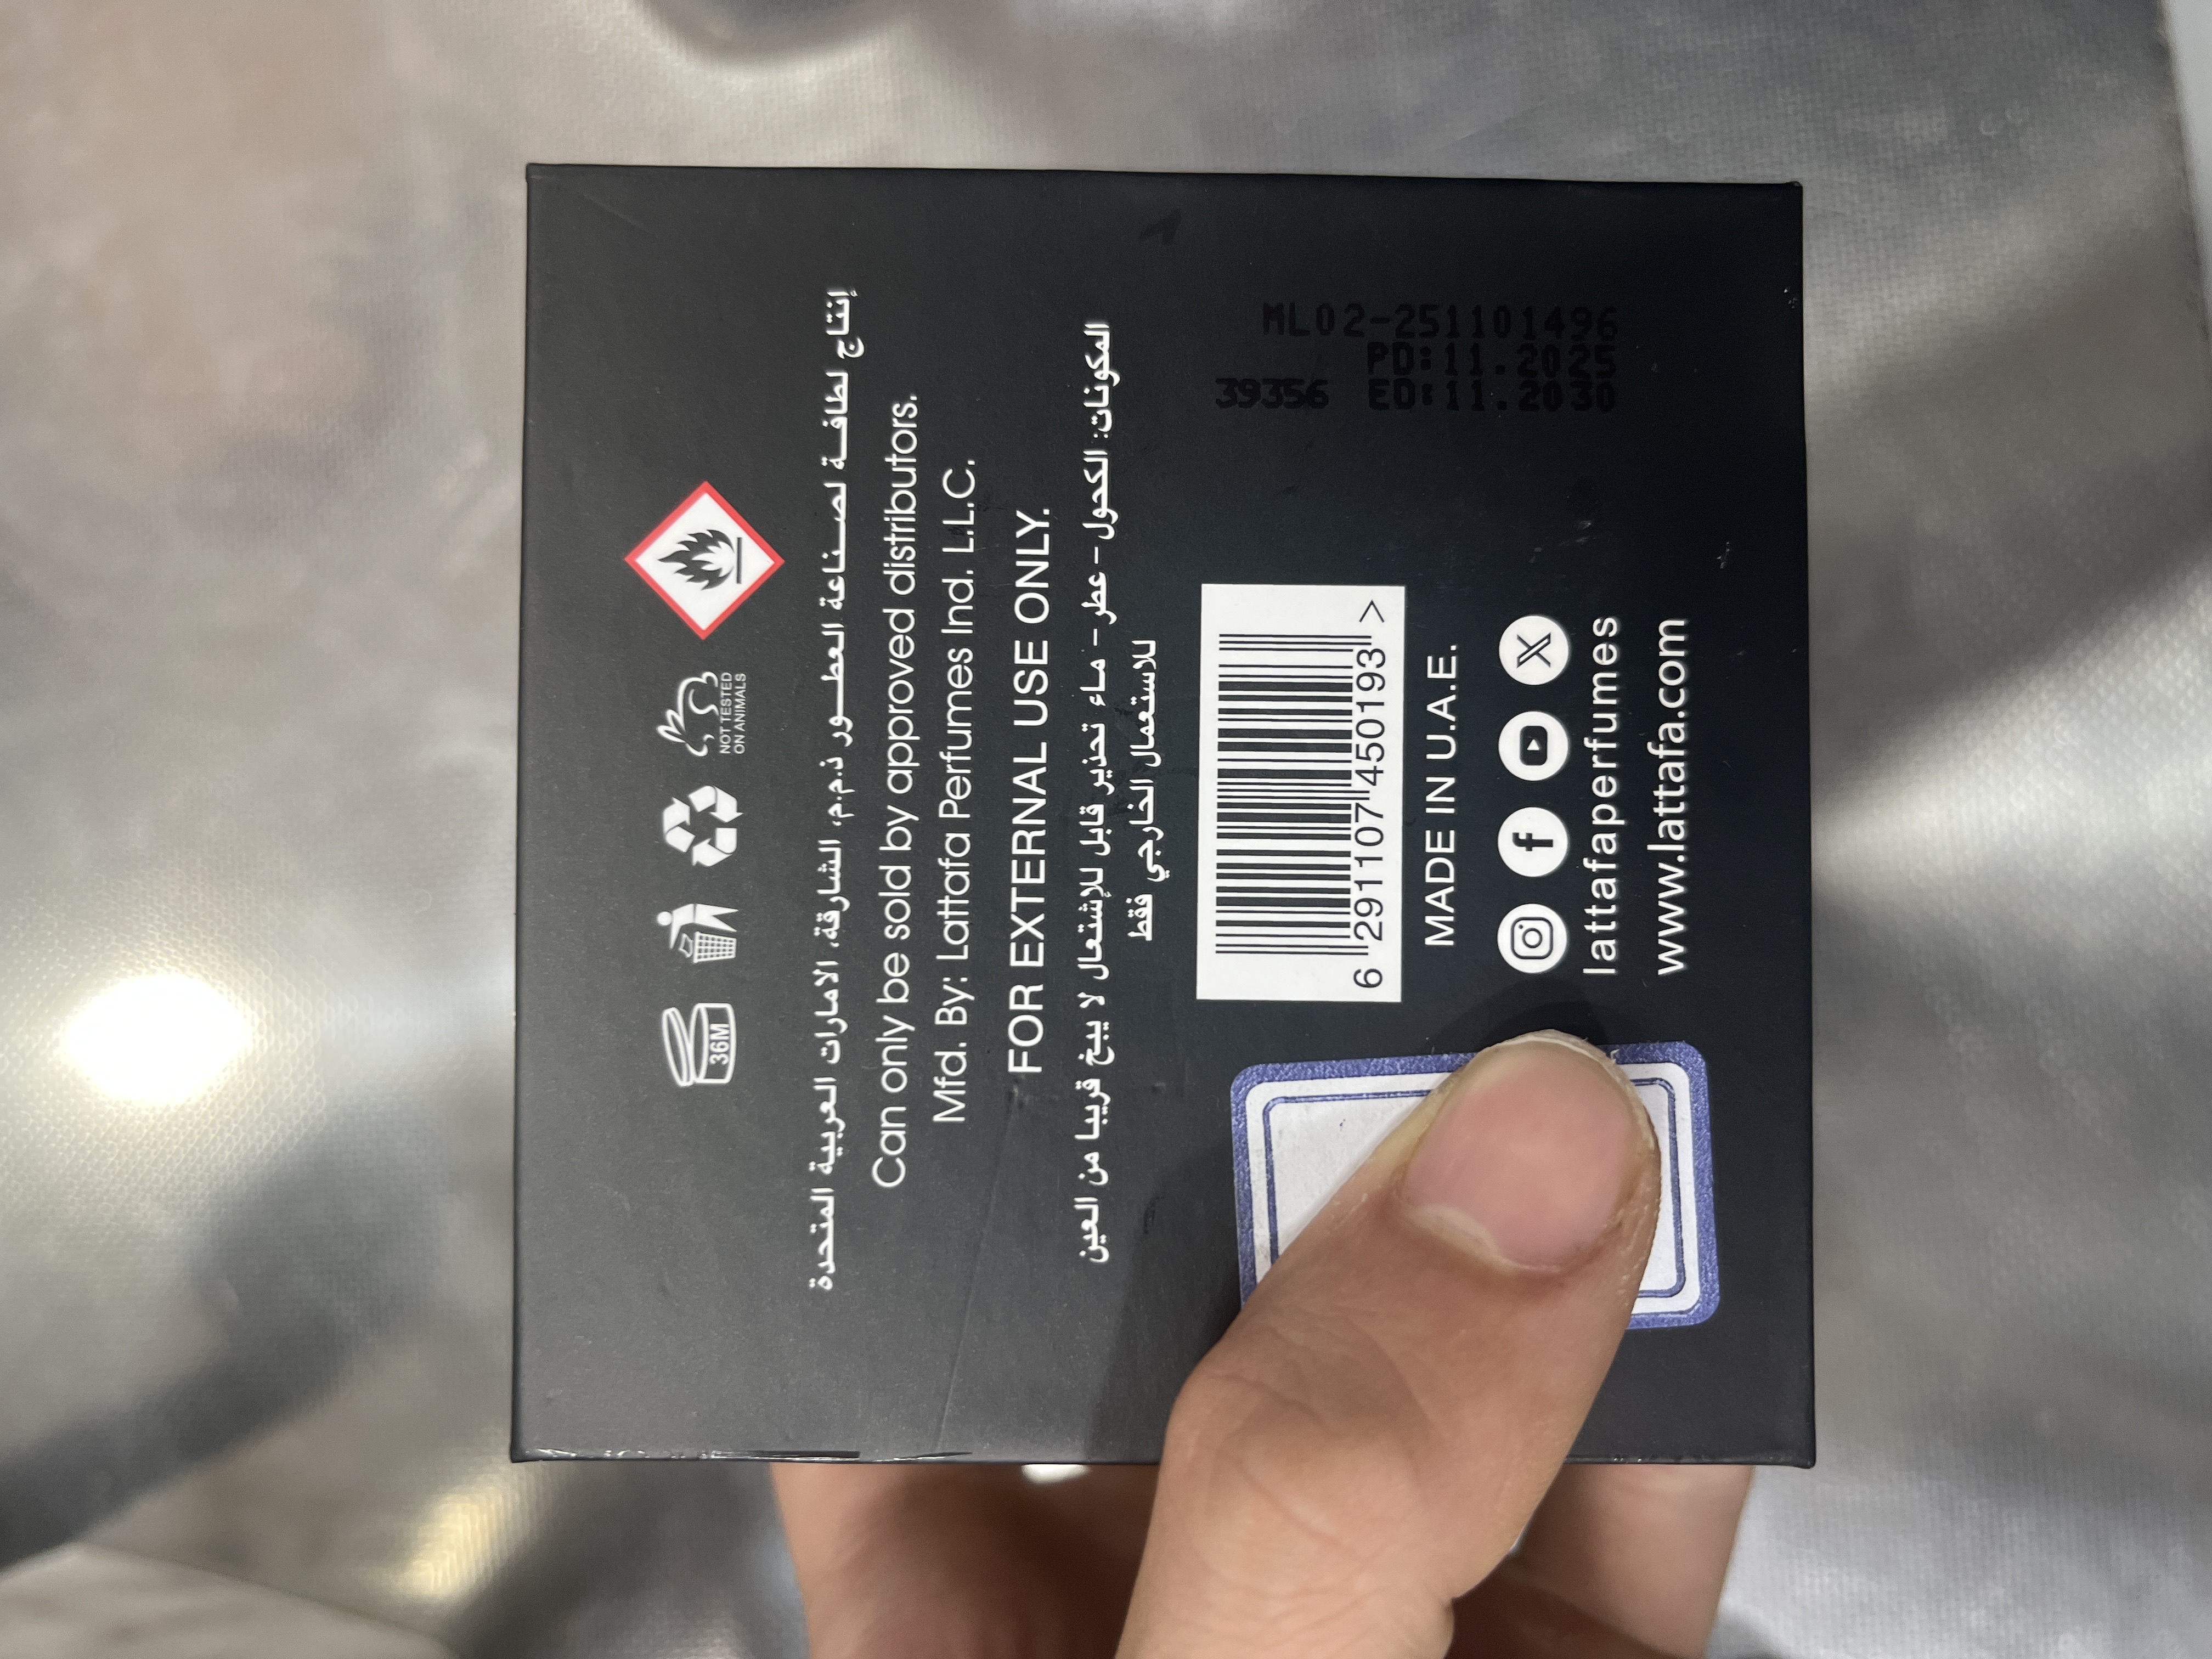 36M
NOT TESTED
ON ANIMALS
إنتاج لطافة لصناعة العطور ذ.م.م، الشارقة، الامارات العربية المتحدة
Can only be sold by approved distributors.
Mfd. By: Lattafa Perfumes Ind. L.L.C.
FOR EXTERNAL USE ONLY.
المكونات: الكحول - عطر - ماء تحذير قابل للإشتعال لا يبخ قريبا من العين
للاستعمال الخارجي فقط
6 291107 450193 >
MADE IN U.A.E.
lattafaperfumes
www.lattafa.com
ML02-251101496
PD:11.2025
39356 ED:11.2030